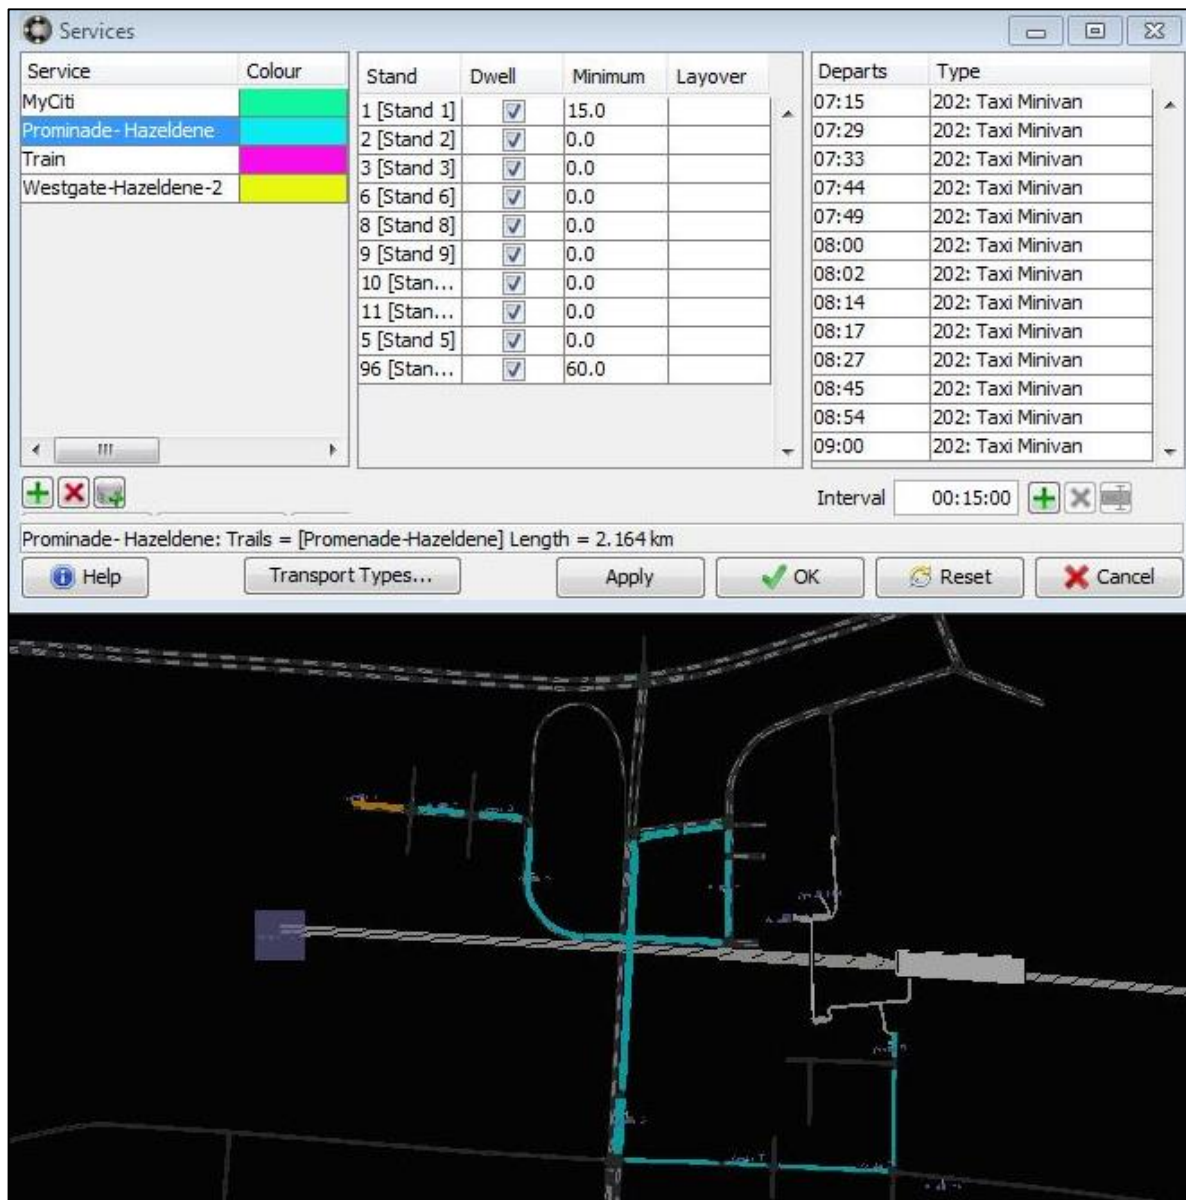 Services
Service Colour
MyCiti
Prominade- Hazeldene
Train
Westgate-Hazeldene-2
Stand Dwell Minimum Layover
1 [Stand 1] 15.0
2 [Stand 2] 0.0
3 [Stand 3] 0.0
6 [Stand 6] 0.0
8 [Stand 8] 0.0
9 [Stand 9] 0.0
10 [Stan... 0.0
11 [Stan... 0.0
5 [Stand 5] 0.0
96 [Stan... 60.0
Departs Type
07:15 202: Taxi Minivan
07:29 202: Taxi Minivan
07:33 202: Taxi Minivan
07:44 202: Taxi Minivan
07:49 202: Taxi Minivan
08:00 202: Taxi Minivan
08:02 202: Taxi Minivan
08:14 202: Taxi Minivan
08:17 202: Taxi Minivan
08:27 202: Taxi Minivan
08:45 202: Taxi Minivan
08:54 202: Taxi Minivan
09:00 202: Taxi Minivan
Interval 00:15:00
Prominade- Hazeldene: Trails = [Promenade-Hazeldene] Length = 2.164 km
Help Transport Types... Apply OK Reset Cancel